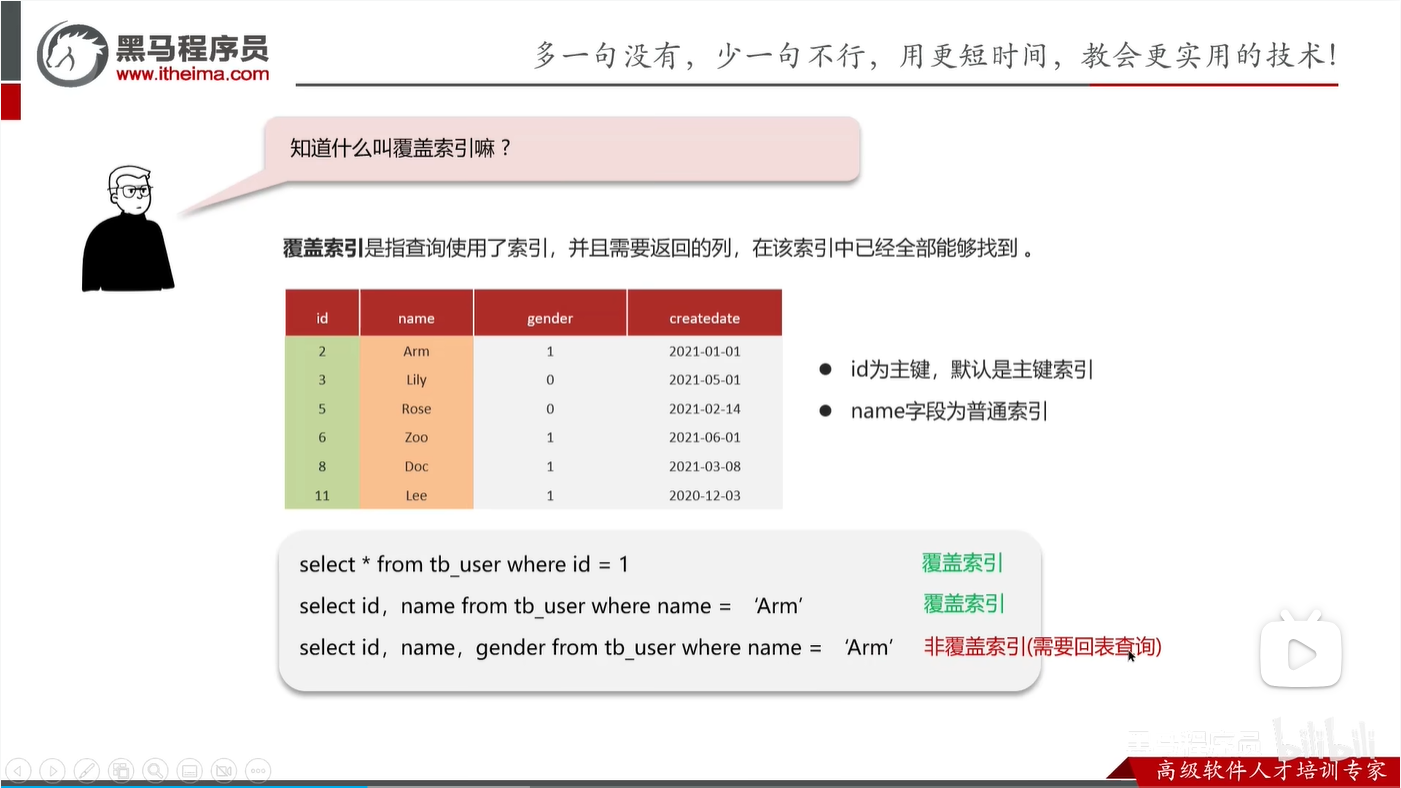 黑马程序员
www.itheima.com
多一句没有，少一句不行，用更短时间，教会更实用的技术！
知道什么叫覆盖索引嘛？
覆盖索引是指查询使用了索引，并且需要返回的列，在该索引中已经全部能够找到 。
id name gender createdate
2 Arm 1 2021-01-01
3 Lily 0 2021-05-01
5 Rose 0 2021-02-14
6 Zoo 1 2021-06-01
8 Doc 1 2021-03-08
11 Lee 1 2020-12-03
● id为主键，默认是主键索引
● name字段为普通索引
select * from tb_user where id = 1 覆盖索引
select id，name from tb_user where name = ‘Arm’ 覆盖索引
select id，name，gender from tb_user where name = ‘Arm’ 非覆盖索引(需要回表查询)
黑马程序员 bilibili
高级软件人才培训专家